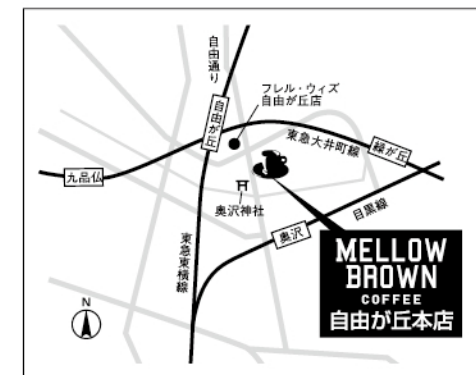 自由通り
フレル・ウィズ
自由が丘店
自由が丘
東急大井町線
緑が丘
九品仏
奥沢神社
目黒線
奥沢
東急東横線
MELLOW
BROWN
COFFEE
自由が丘本店
N